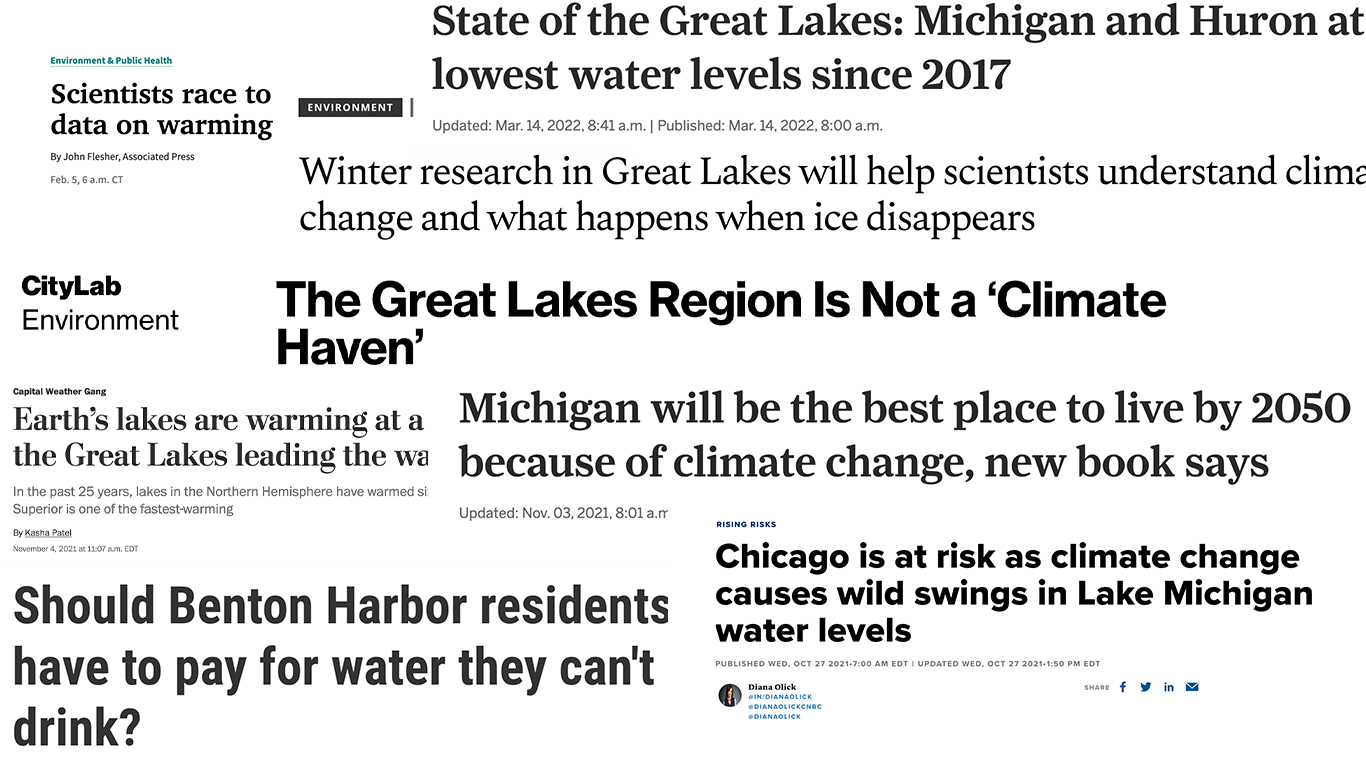 State of the Great Lakes: Michigan and Huron at
lowest water levels since 2017
Updated: Mar. 14, 2022, 8:41 a.m. | Published: Mar. 14, 2022, 8:00 a.m.
Environment & Public Health
Scientists race to
data on warming
By John Flesher, Associated Press
Feb. 5, 6 a.m. CT
ENVIRONMENT |
Winter research in Great Lakes will help scientists understand clima
change and what happens when ice disappears
CityLab
Environment
The Great Lakes Region Is Not a ‘Climate
Haven’
Capital Weather Gang
Earth’s lakes are warming at a
the Great Lakes leading the wa
In the past 25 years, lakes in the Northern Hemisphere have warmed si
Superior is one of the fastest-warming
By Kasha Patel
November 4, 2021 at 11:07 a.m. EDT
Michigan will be the best place to live by 2050
because of climate change, new book says
Updated: Nov. 03, 2021, 8:01 a.m
Should Benton Harbor residents
have to pay for water they can't
drink?
RISING RISKS
Chicago is at risk as climate change
causes wild swings in Lake Michigan
water levels
PUBLISHED WED, OCT 27 2021•7:00 AM EDT | UPDATED WED, OCT 27 2021•1:50 PM EDT
Diana Olick
@IN/DIANAOLICK
@DIANAOLICKCNBC
@DIANAOLICK
SHARE